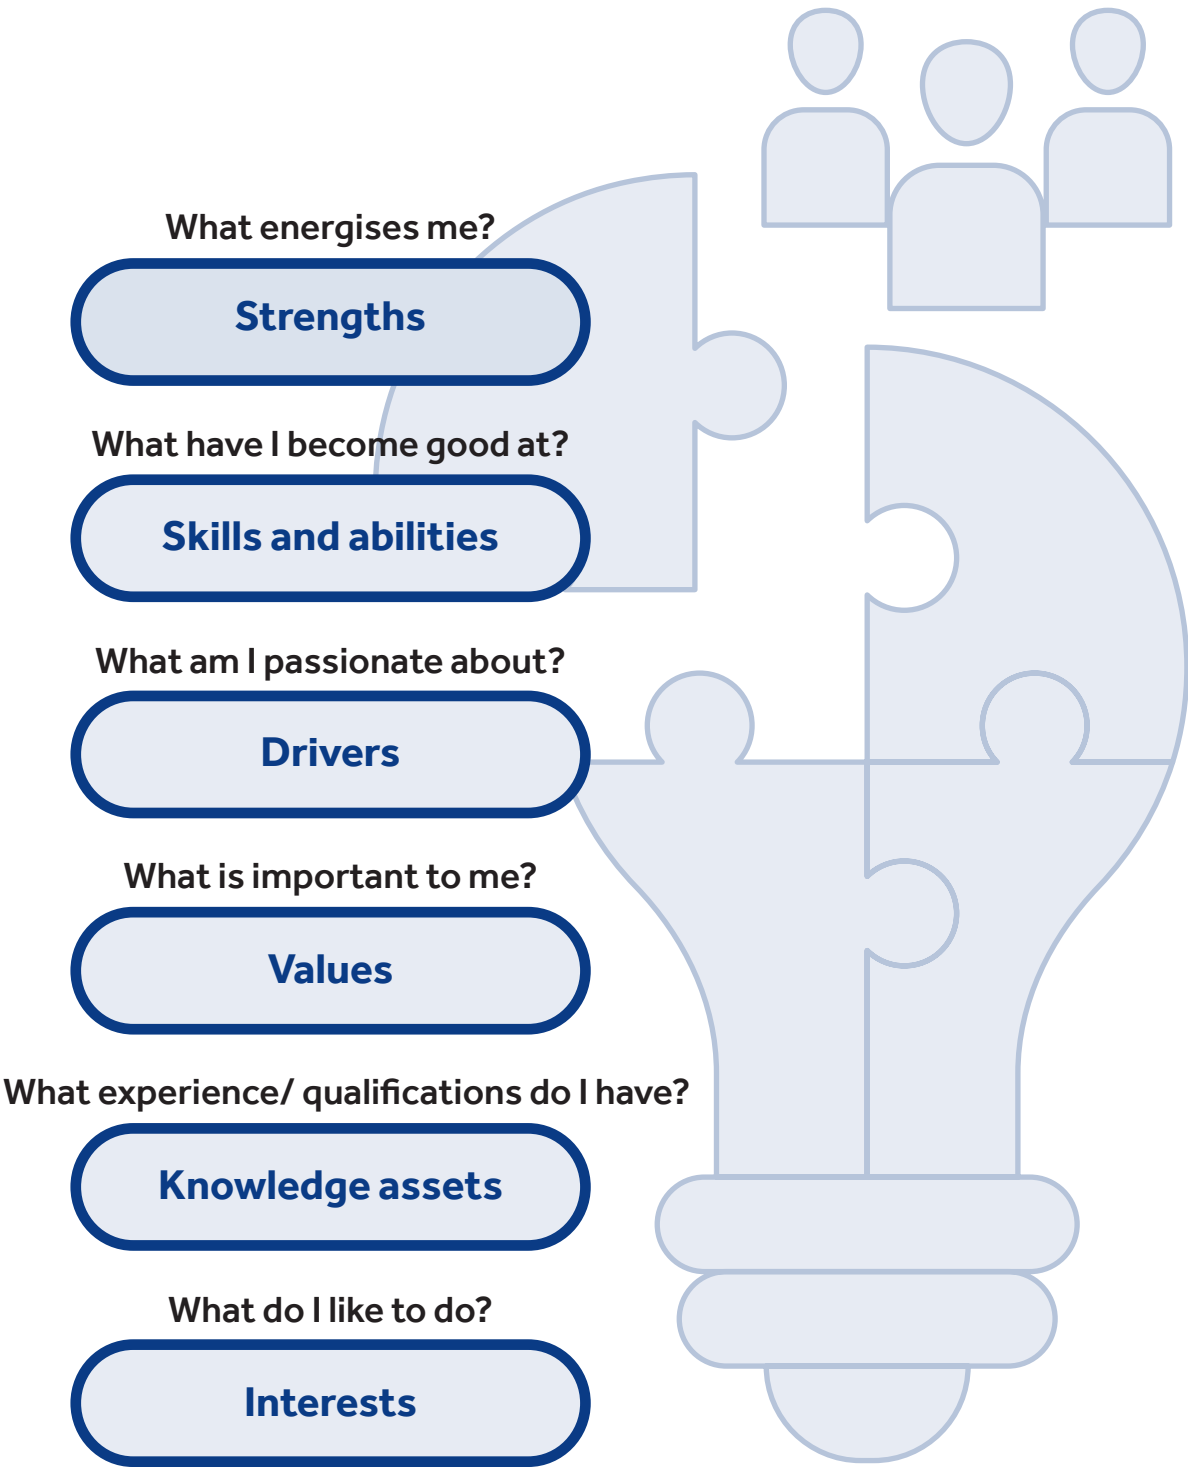 What energises me?
Strengths
What have I become good at?
Skills and abilities
What am I passionate about?
Drivers
What is important to me?
Values
What experience/ qualifications do I have?
Knowledge assets
What do I like to do?
Interests